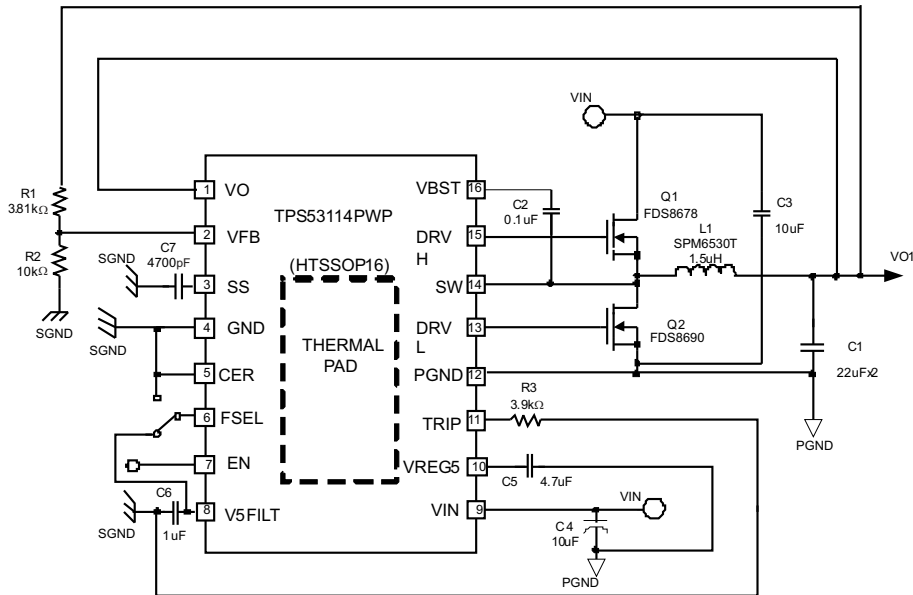 VIN
R1
3.81kΩ
R2
10kΩ
SGND
SGND
C7
4700pF
SGND
SGND
C6
1uF
1
VO
2
VFB
3
SS
4
GND
5
CER
6
FSEL
7
EN
8
V5FILT
TPS53114PWP
(HTSSOP16)
THERMAL
PAD
VBST
16
DRV
H
15
SW
14
DRV
L
13
PGND
12
TRIP
11
VREG5
10
VIN
9
C2
0.1uF
Q1
FDS8678
L1
SPM6530T
1.5uH
C3
10uF
VO1
Q2
FDS8690
C1
22uFx2
PGND
R3
3.9kΩ
C5
4.7uF
VIN
C4
10uF
PGND